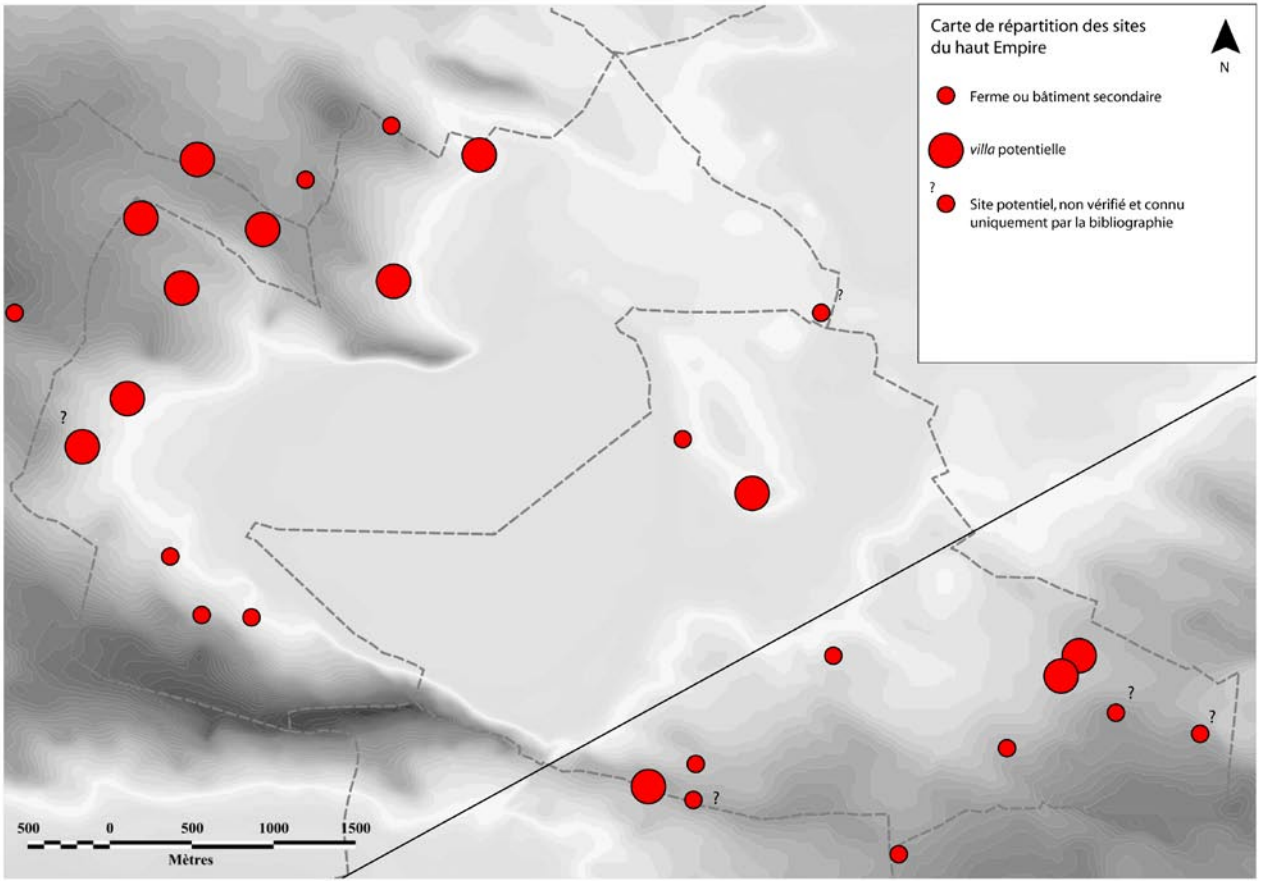 Carte de répartition des sites
du haut Empire
N
Ferme ou bâtiment secondaire
villa potentielle
?
Site potentiel, non vérifié et connu
uniquement par la bibliographie
?
?
?
?
?
500 0 500 1000 1500
Mètres